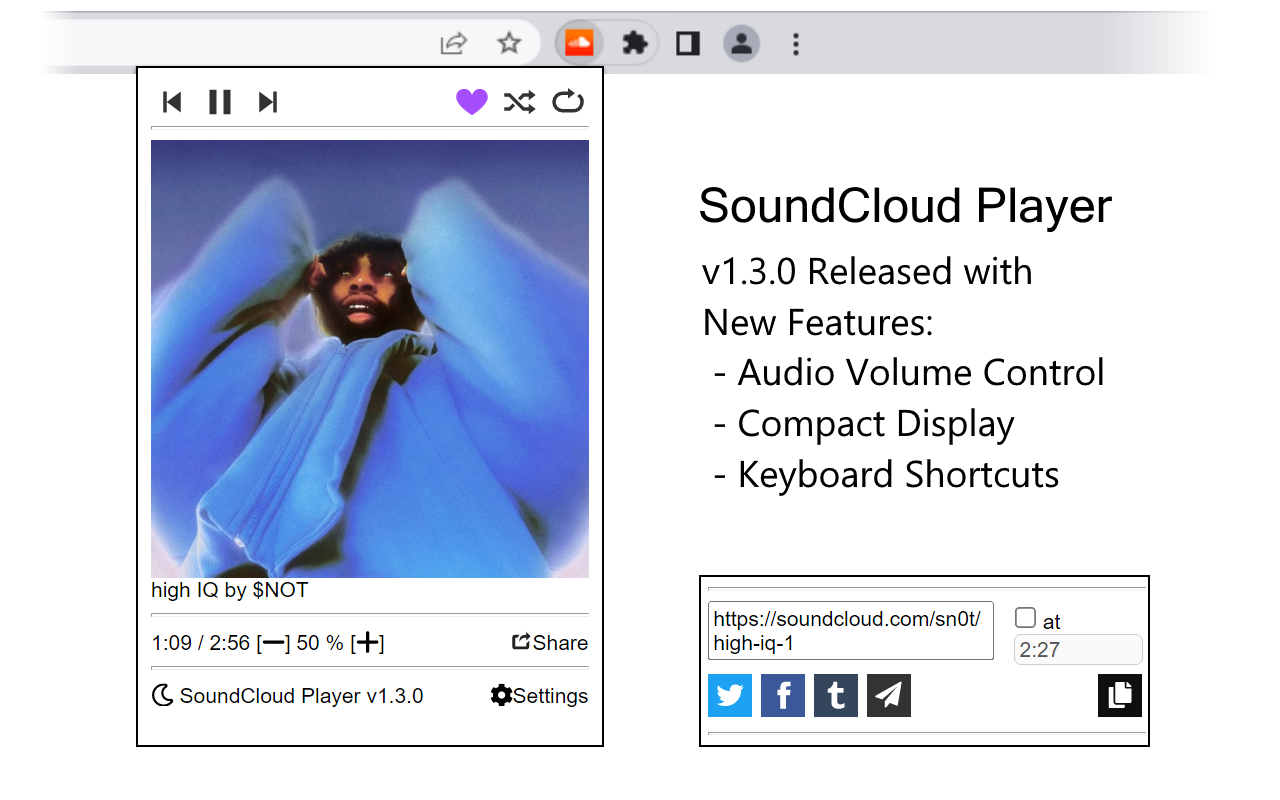 SoundCloud Player
v1.3.0 Released with
New Features:
- Audio Volume Control
- Compact Display
- Keyboard Shortcuts
high IQ by $NOT
1:09 / 2:56 [−] 50 % [+] Share
SoundCloud Player v1.3.0 Settings
https://soundcloud.com/sn0t/
high-iq-1
at
2:27